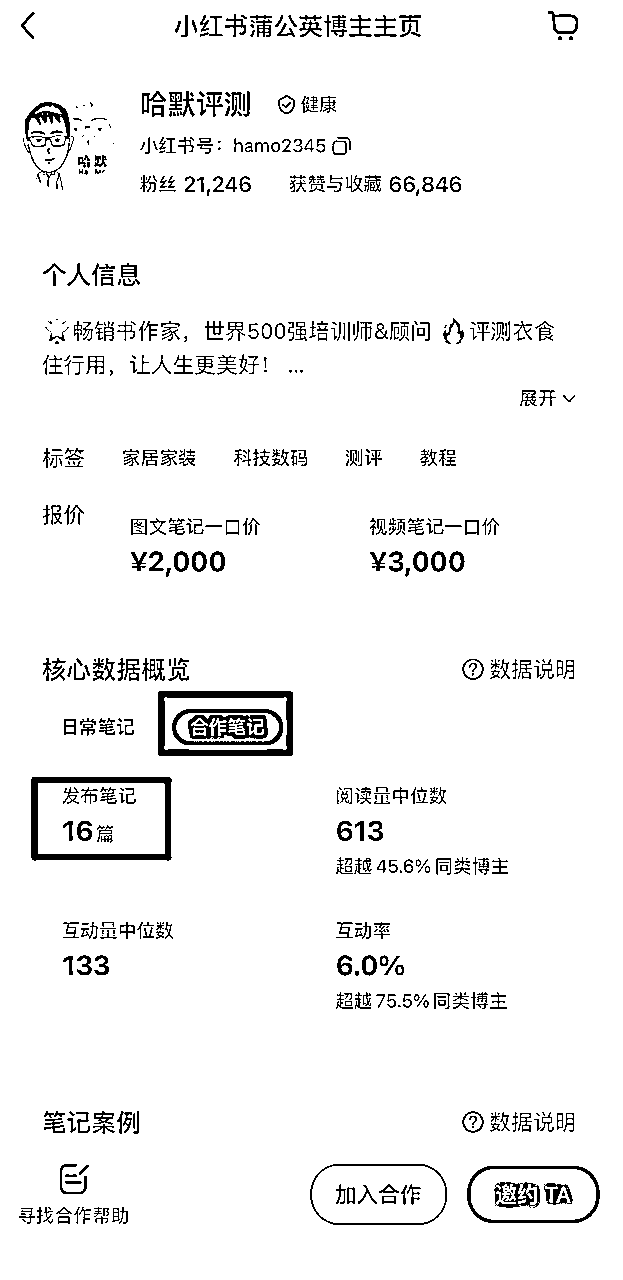 小红书蒲公英博主主页
哈默评测 健康
小红书号：hamo2345
哈默
粉丝 21,246 获赞与收藏 66,846
个人信息
畅销书作家，世界500强培训师&顾问 评测衣食
住行用，让人生更美好！ ...
展开
标签 家居家装 科技数码 测评 教程
报价 图文笔记一口价 视频笔记一口价
¥2,000 ¥3,000
核心数据概览 数据说明
日常笔记 合作笔记
发布笔记 阅读量中位数
16篇 613
超越45.6%同类博主
互动量中位数 互动率
133 6.0%
超越75.5%同类博主
笔记案例 数据说明
寻找合作帮助 加入合作 邀约 TA